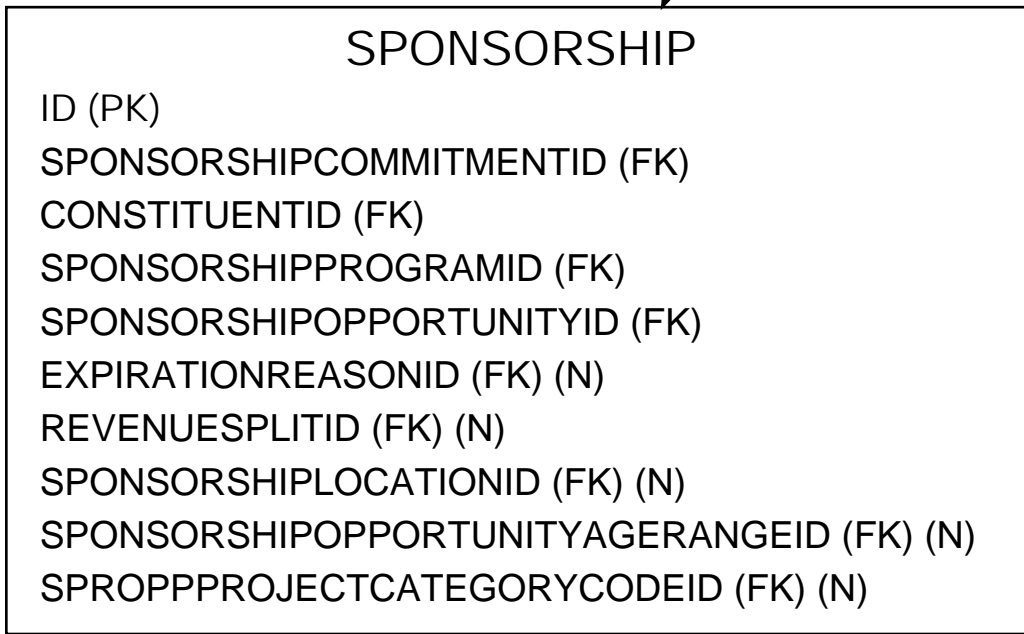 SPONSORSHIP
ID (PK)
SPONSORSHIPCOMMITMENTID (FK)
CONSTITUENTID (FK)
SPONSORSHIPPROGRAMID (FK)
SPONSORSHIPOPPORTUNITYID (FK)
EXPIRATIONREASONID (FK) (N)
REVENUESPLITID (FK) (N)
SPONSORSHIPLOCATIONID (FK) (N)
SPONSORSHIPOPPORTUNITYAGERANGEID (FK) (N)
SPROPPPROJECTCATEGORYCODEID (FK) (N)